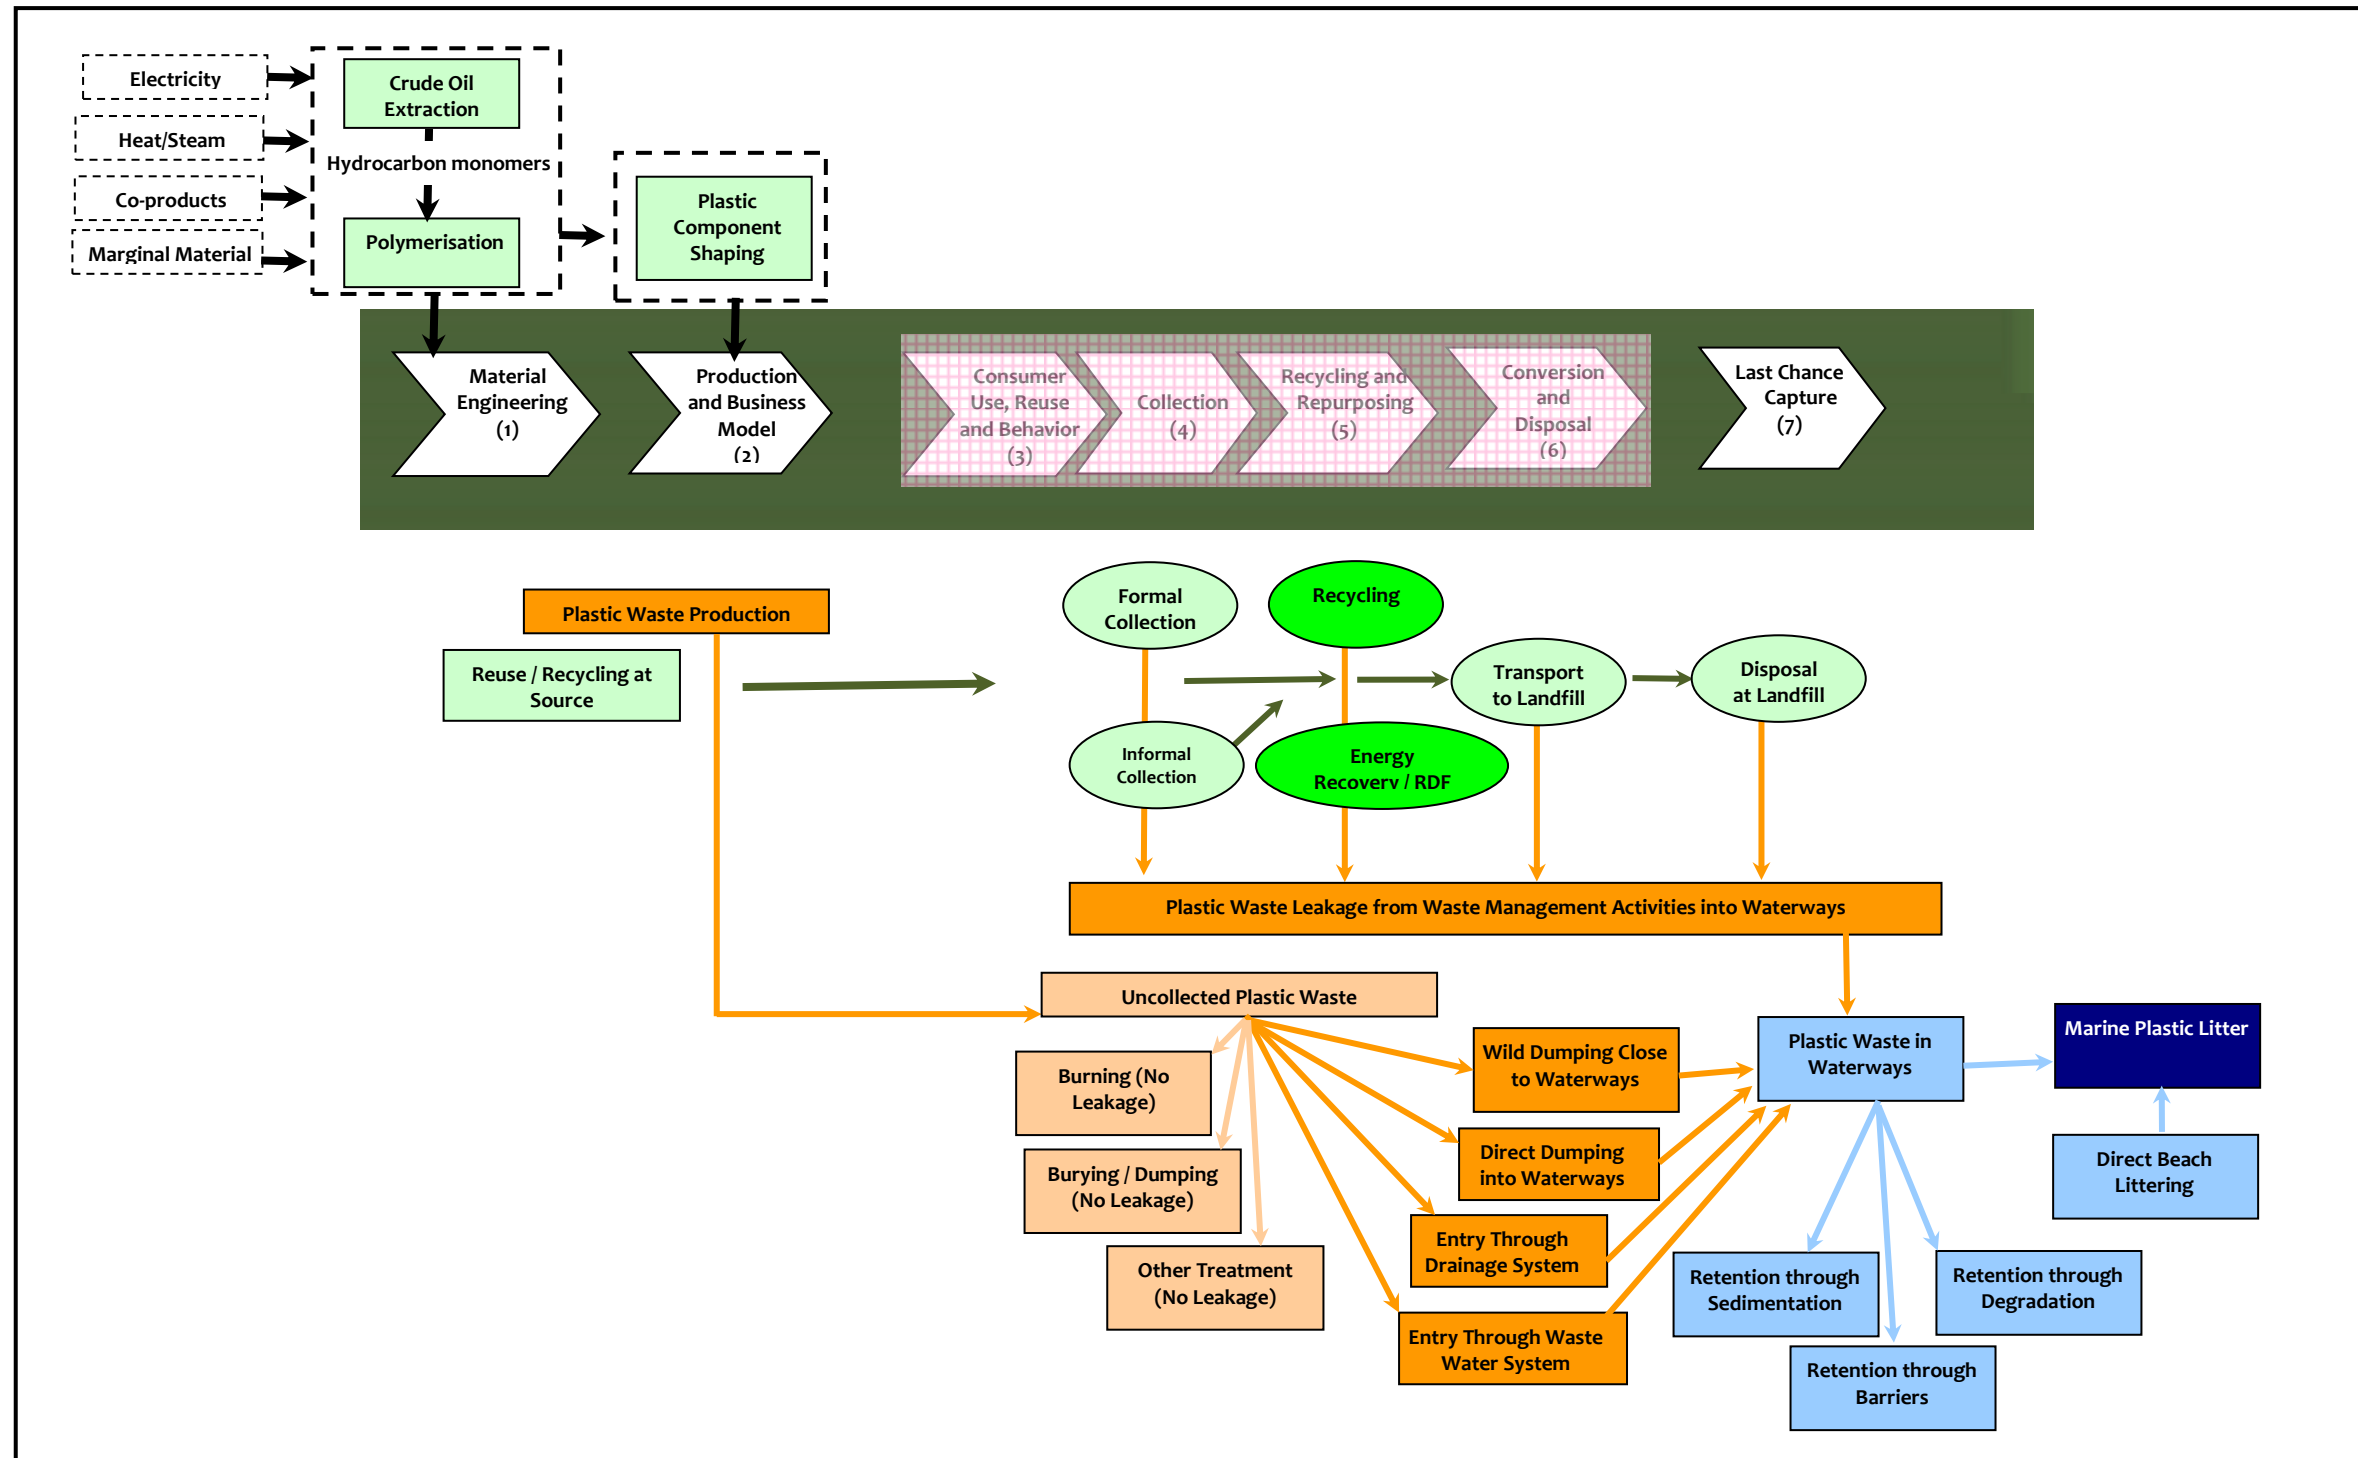 Electricity
Heat/Steam
Co-products
Marginal Material
Crude Oil
Extraction
Hydrocarbon monomers
Polymerisation
Plastic
Component
Shaping
Material
Engineering
(1)
Production
and Business
Model
(2)
Consumer
Use, Reuse
and Behavior
(3)
Collection
(4)
Recycling and
Repurposing
(5)
Conversion
and
Disposal
(6)
Last Chance
Capture
(7)
Plastic Waste Production
Reuse / Recycling at
Source
Formal
Collection
Informal
Collection
Recycling
Energy
Recovery / RDF
Transport
to Landfill
Disposal
at Landfill
Plastic Waste Leakage from Waste Management Activities into Waterways
Uncollected Plastic Waste
Burning (No
Leakage)
Burying / Dumping
(No Leakage)
Other Treatment
(No Leakage)
Wild Dumping Close
to Waterways
Direct Dumping
into Waterways
Entry Through
Drainage System
Entry Through Waste
Water System
Plastic Waste in
Waterways
Marine Plastic Litter
Direct Beach
Littering
Retention through
Sedimentation
Retention through
Degradation
Retention through
Barriers